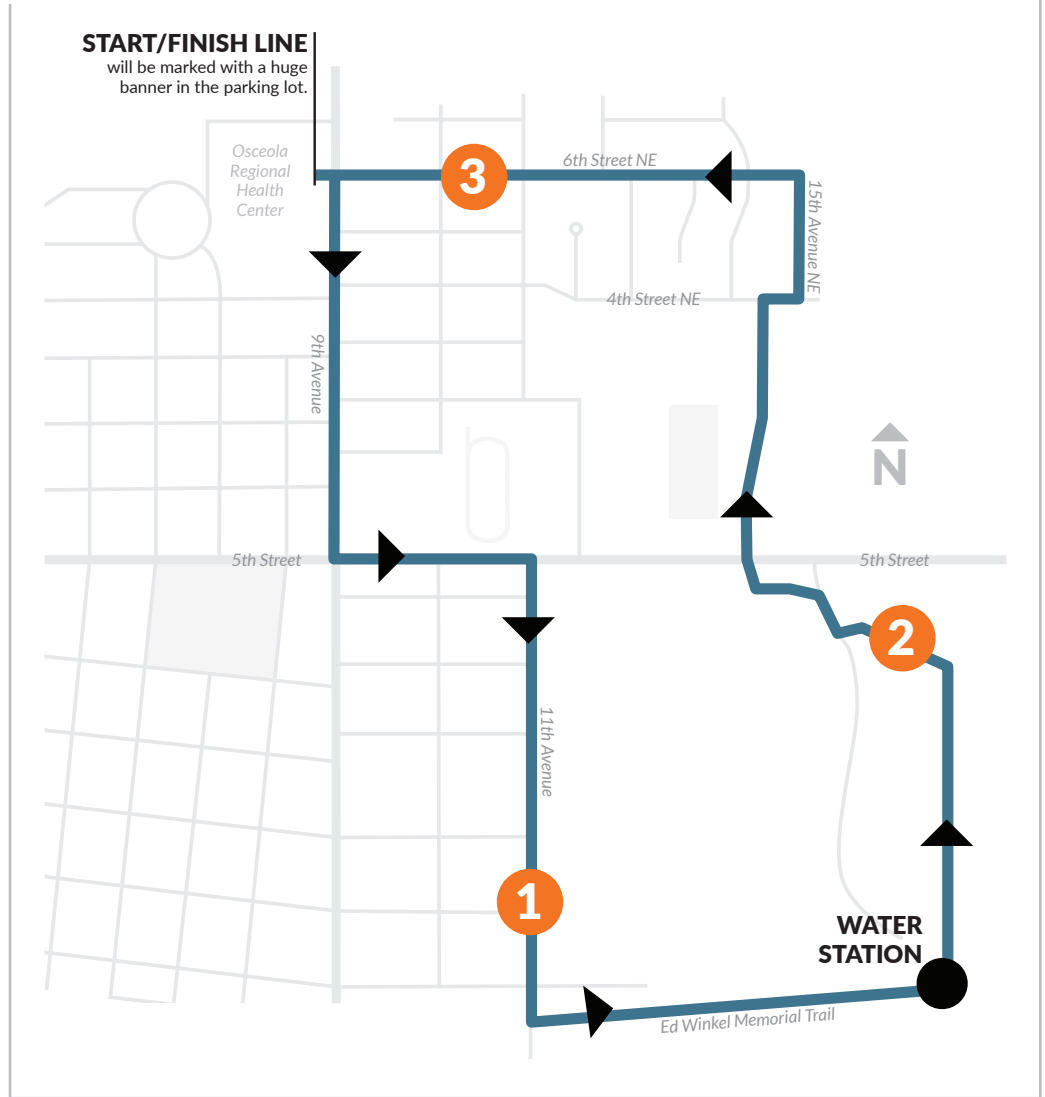 START/FINISH LINE
will be marked with a huge
banner in the parking lot.
Osceola
Regional
Health
Center
3
6th Street NE
15th Avenue NE
4th Street NE
9th Avenue
N
5th Street
5th Street
2
11th Avenue
1
WATER
STATION
Ed Winkel Memorial Trail